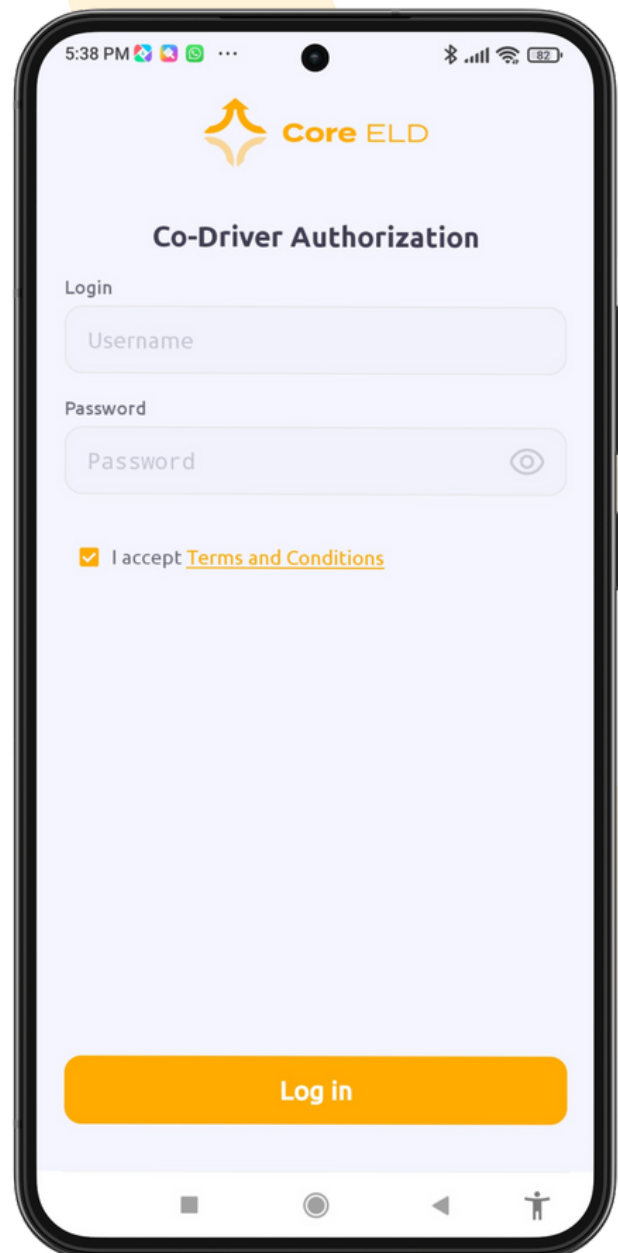 5:38 PM ... 82
Core ELD
Co-Driver Authorization
Login
Username
Password
Password
I accept Terms and Conditions
Log in